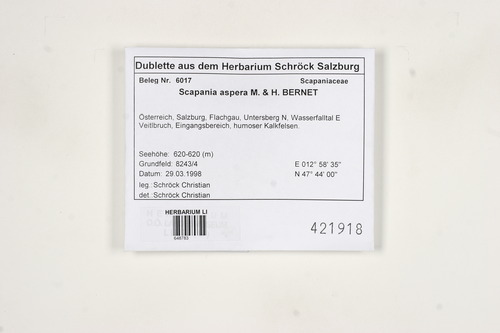 Dublette aus dem Herbarium Schröck Salzburg
Beleg Nr. 6017 Scapaniaceae
Scapania aspera M. & H. BERNET
Österreich, Salzburg, Flachgau, Untersberg N, Wasserfalltal E
Veitlbruch, Eingangsbereich, humoser Kalkfelsen.
Seehöhe: 620-620 (m)
Grundfeld: 8243/4 E 012° 58' 35"
Datum: 29.03.1998 N 47° 44' 00"
leg.: Schröck Christian
det.: Schröck Christian
HERBARIUM LI
421918